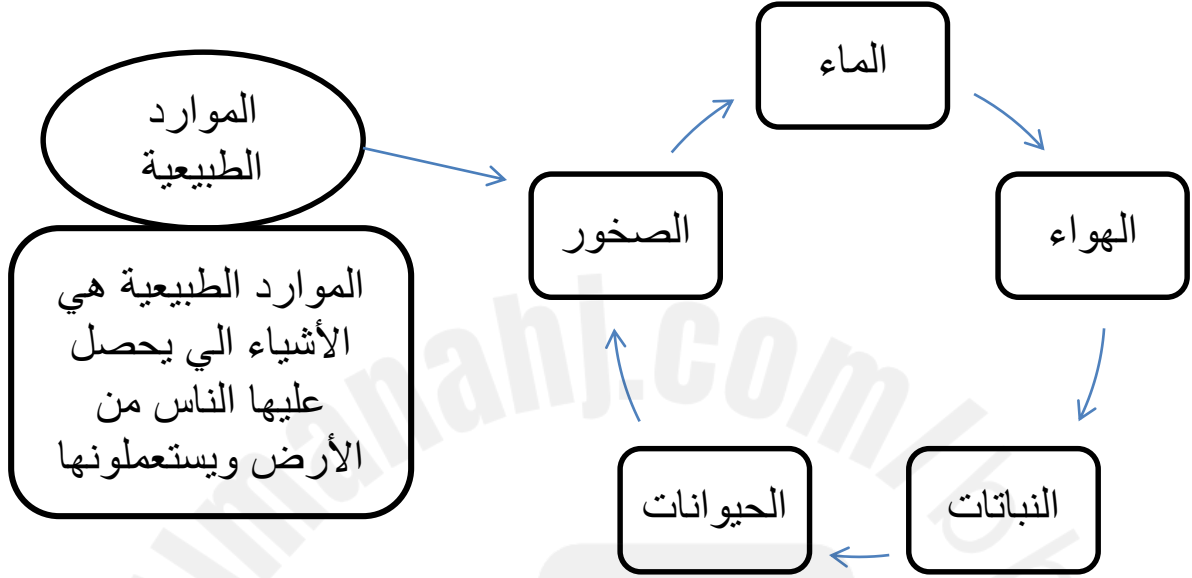 الموارد
الطبيعية
الموارد الطبيعية هي
الأشياء الي يحصل
عليها الناس من
الأرض ويستعملونها
الماء
الهواء
النباتات
الحيوانات
الصخور